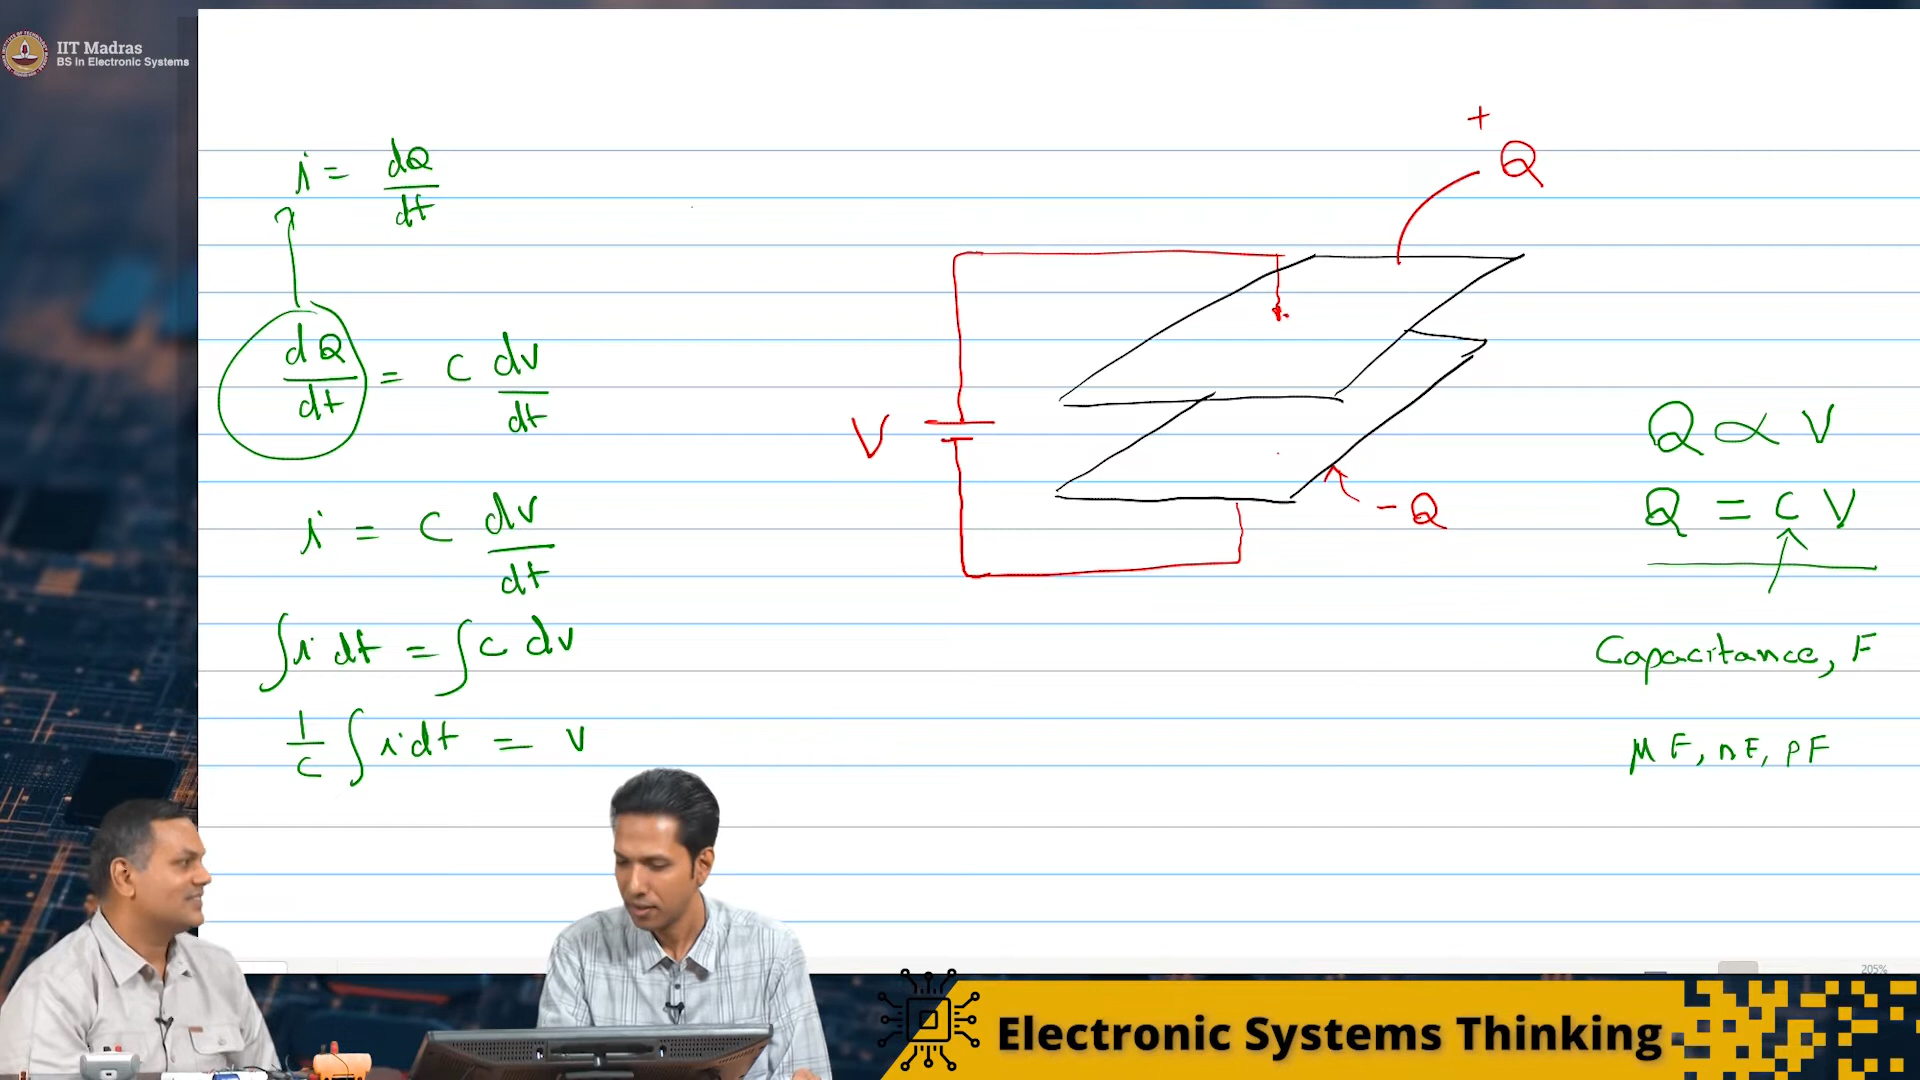 IIT Madras
BS in Electronic Systems
i = dQ/dt
dQ/dt = C dv/dt
i = C dv/dt
∫i dt = ∫C dv
1/C ∫i dt = v
+
Q
V
- Q
Q ∝ V
Q = C V
Capacitance, F
μF, nF, pF
205%
Electronic Systems Thinking